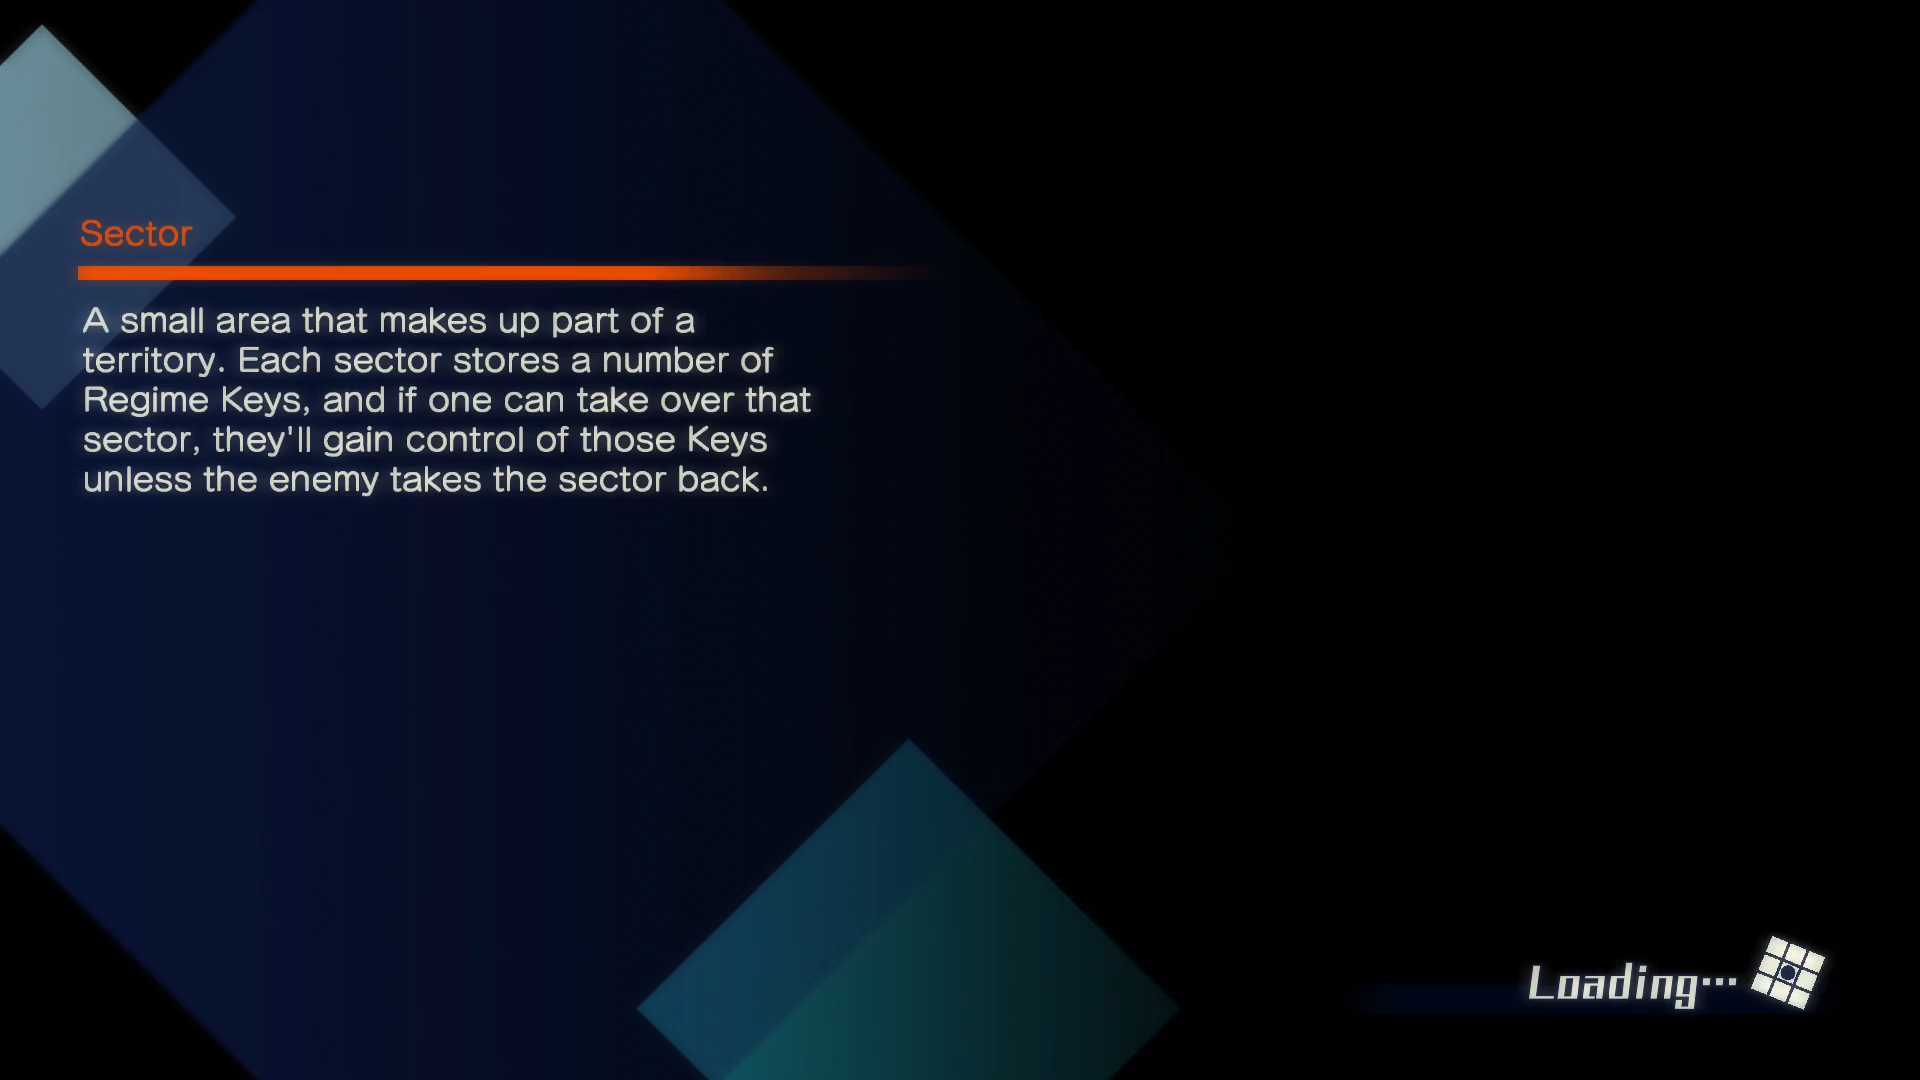 Sector
A small area that makes up part of a
territory. Each sector stores a number of
Regime Keys, and if one can take over that
sector, they'll gain control of those Keys
unless the enemy takes the sector back.
Loading…